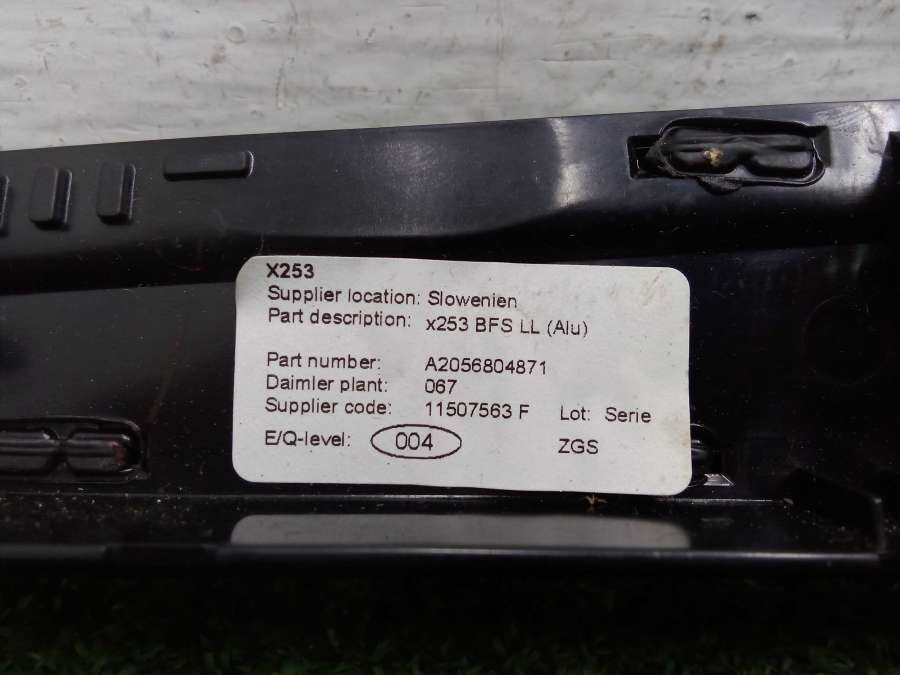 X253
Supplier location: Slowenien
Part description: x253 BFS LL (Alu)
Part number: A2056804871
Daimler plant: 067
Supplier code: 11507563 F Lot: Serie
E/Q-level: 004 ZGS